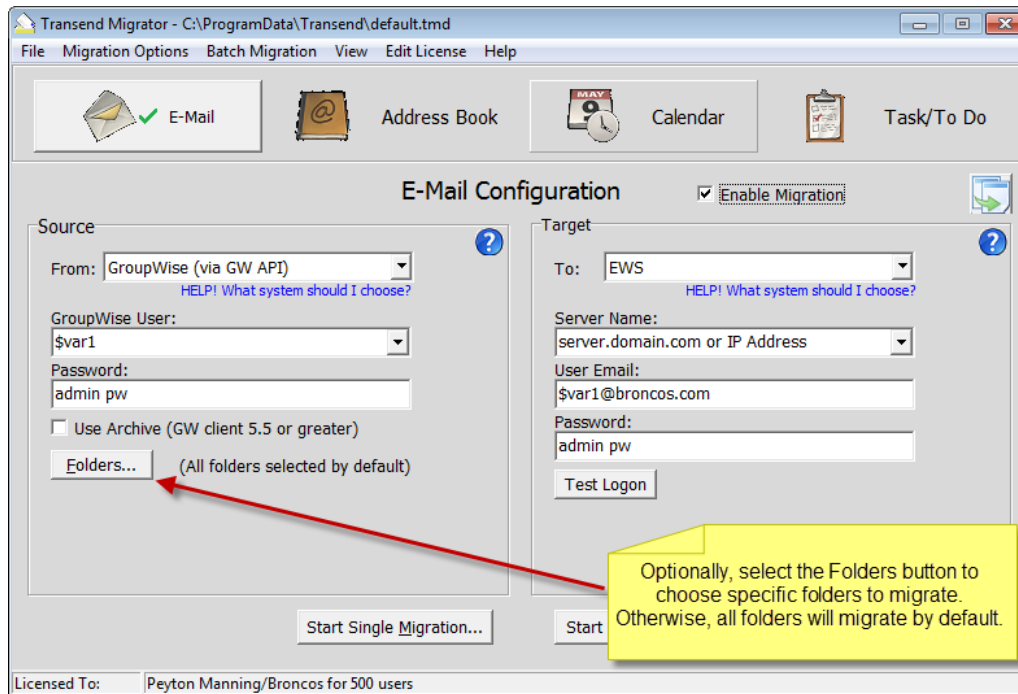 Transend Migrator - C:\ProgramData\Transend\default.tmd
File Migration Options Batch Migration View Edit License Help
E-Mail Address Book MAY 9 Calendar Task/To Do
E-Mail Configuration Enable Migration
Source
From: GroupWise (via GW API)
HELP! What system should I choose?
GroupWise User:
$var1
Password:
admin pw
Use Archive (GW client 5.5 or greater)
Folders... (All folders selected by default)
Start Single Migration...
Target
To: EWS
HELP! What system should I choose?
Server Name:
server.domain.com or IP Address
User Email:
$var1@broncos.com
Password:
admin pw
Test Logon
Start
Optionally, select the Folders button to
choose specific folders to migrate.
Otherwise, all folders will migrate by default.
Licensed To: Peyton Manning/Broncos for 500 users